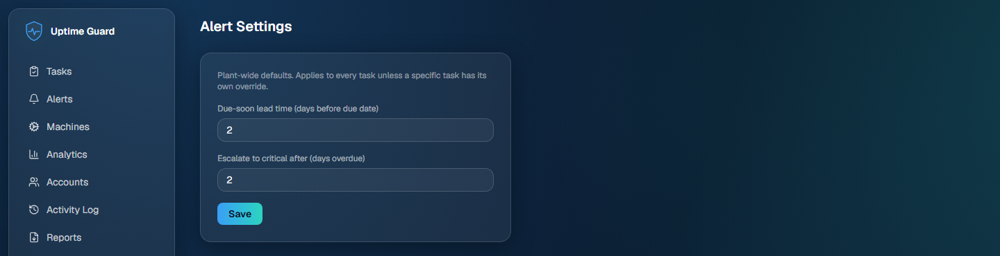 Uptime Guard
Tasks
Alerts
Machines
Analytics
Accounts
Activity Log
Reports
Alert Settings
Plant-wide defaults. Applies to every task unless a specific task has its
own override.
Due-soon lead time (days before due date)
2
Escalate to critical after (days overdue)
2
Save